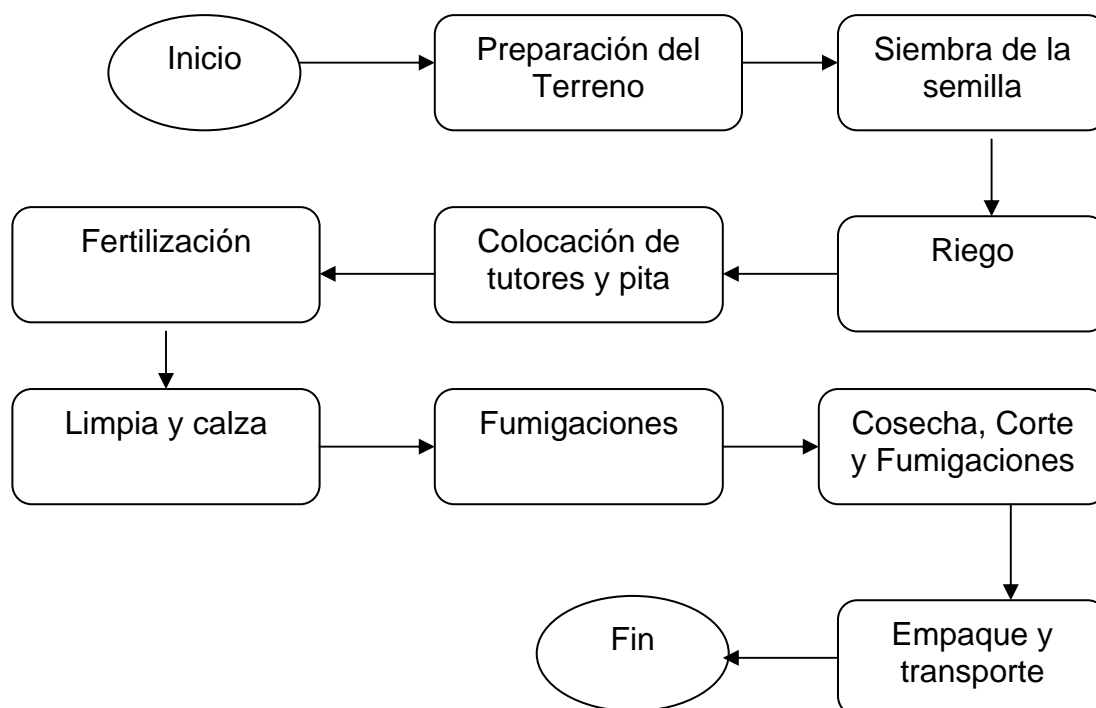 Inicio
Preparación del
Terreno
Siembra de la
semilla
Riego
Colocación de
tutores y pita
Fertilización
Limpia y calza
Fumigaciones
Cosecha, Corte
y Fumigaciones
Empaque y
transporte
Fin